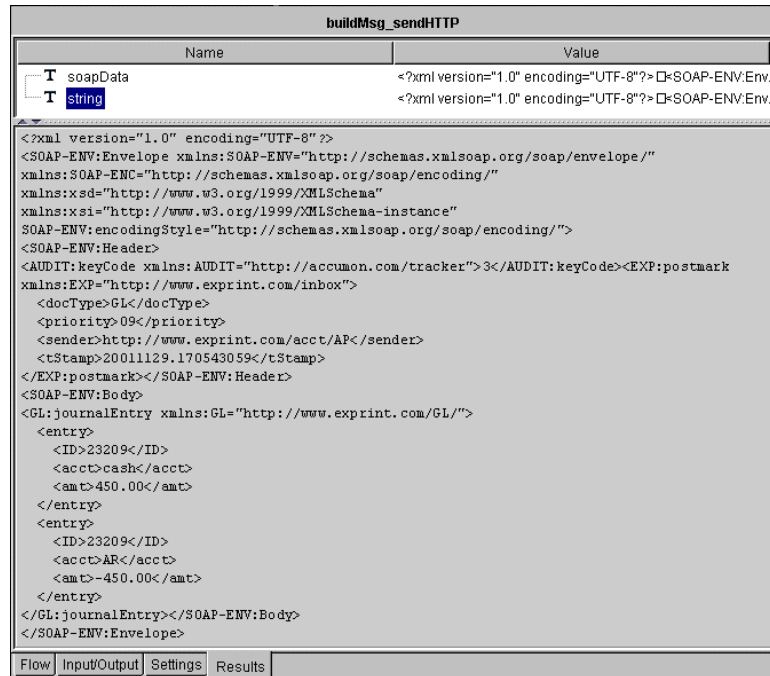 buildMsg_sendHTTP
Name Value
T soapData <?xml version="1.0" encoding="UTF-8"?>□<SOAP-ENV:Env.
T string <?xml version="1.0" encoding="UTF-8"?>□<SOAP-ENV:Env.
<?xml version="1.0" encoding="UTF-8"?>
<SOAP-ENV:Envelope xmlns:SOAP-ENV="http://schemas.xmlsoap.org/soap/envelope/"
xmlns:SOAP-ENC="http://schemas.xmlsoap.org/soap/encoding/"
xmlns:xsd="http://www.w3.org/1999/XMLSchema"
xmlns:xsi="http://www.w3.org/1999/XMLSchema-instance"
SOAP-ENV:encodingStyle="http://schemas.xmlsoap.org/soap/encoding/">
<SOAP-ENV:Header>
<AUDIT:keyCode xmlns:AUDIT="http://accumon.com/tracker">3</AUDIT:keyCode><EXP:postmark
xmlns:EXP="http://www.exprint.com/inbox">
  <docType>GL</docType>
  <priority>09</priority>
  <sender>http://www.exprint.com/acct/AP</sender>
  <tStamp>20011129.170543059</tStamp>
</EXP:postmark></SOAP-ENV:Header>
<SOAP-ENV:Body>
<GL:journalEntry xmlns:GL="http://www.exprint.com/GL/">
  <entry>
    <ID>23209</ID>
    <acct>cash</acct>
    <amt>450.00</amt>
  </entry>
  <entry>
    <ID>23209</ID>
    <acct>AR</acct>
    <amt>-450.00</amt>
  </entry>
</GL:journalEntry></SOAP-ENV:Body>
</SOAP-ENV:Envelope>
Flow Input/Output Settings Results